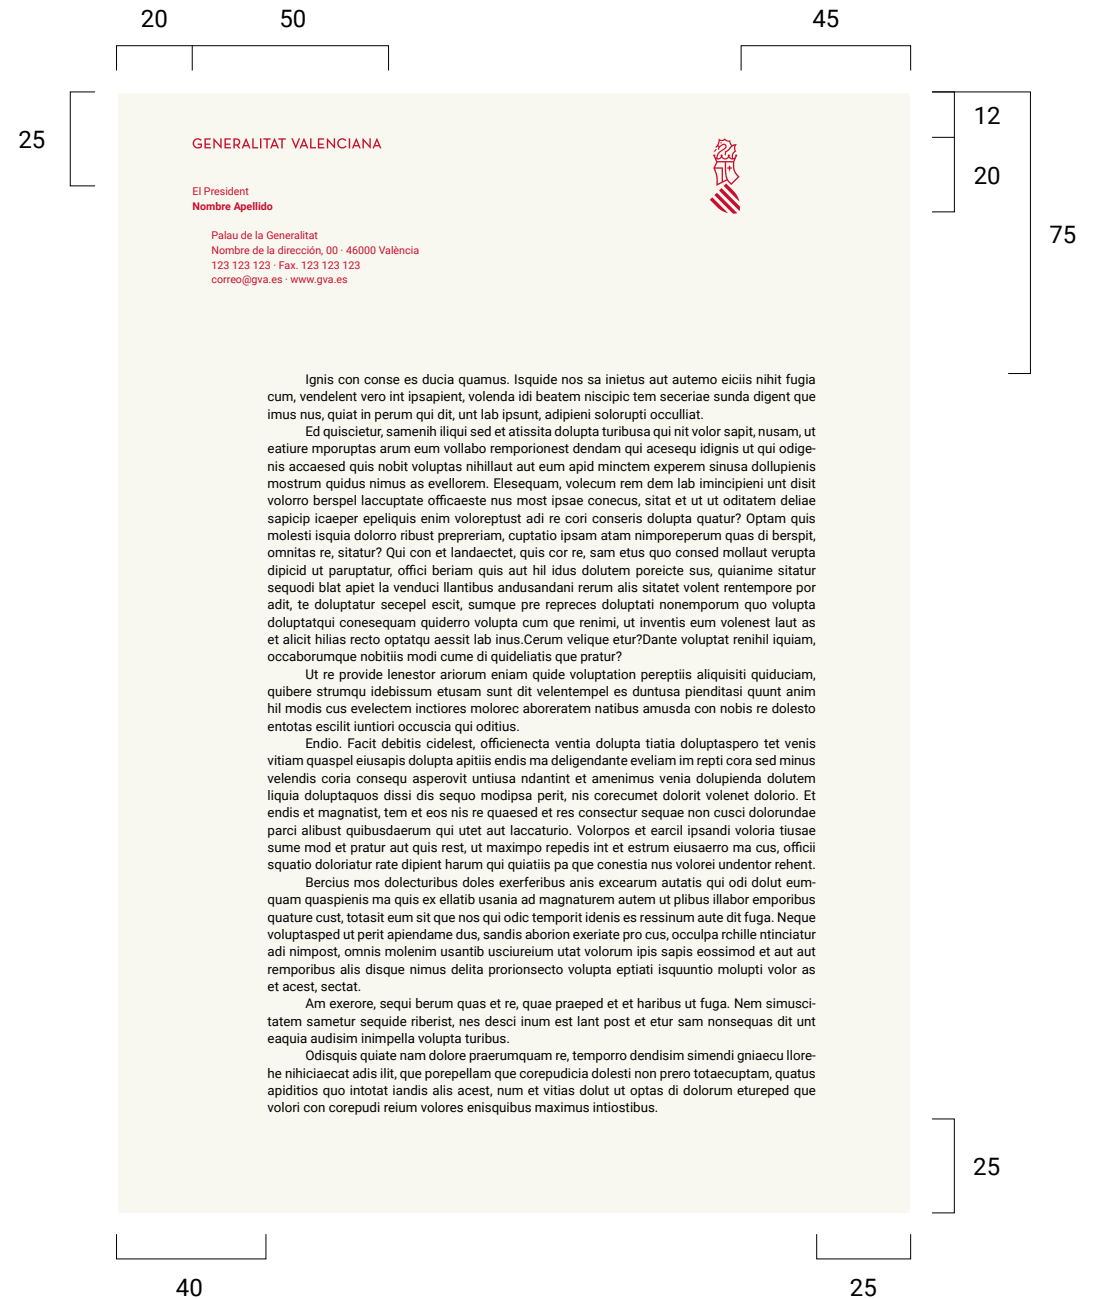 20 50 45
12
25
20
75
GENERALITAT VALENCIANA
El President
Nombre Apellido
Palau de la Generalitat
Nombre de la dirección, 00 · 46000 València
123 123 123 · Fax. 123 123 123
correo@gva.es · www.gva.es
Ignis con conse es ducia quamus. Isquide nos sa inietus aut autemo eiciis nihit fugia
cum, vendelent vero int ipsapient, volenda idi beatem niscipic tem seceriae sunda digent que
imus nus, quiat in perum qui dit, unt lab ipsunt, adipieni solorupti occulliat.
Ed quiscietur, samenih iliqui sed et atissita dolupta turibusa qui nit volor sapit, nusam, ut
eatiure mporuptas arum eum vollabo remporionest dendam qui acesequ idignis ut qui odige-
nis accaesed quis nobit voluptas nihillaut aut eum apid minctem experem sinusa dollupienis
mostrum quidus nimus as evellorem. Elesequam, volecum rem dem lab imincipieni unt disit
volorro berspel laccuptate officaeste nus most ipsae conecus, sitat et ut ut oditatem deliae
sapicip icaeper epeliquis enim voloreptust adi re cori conseris dolupta quatur? Optam quis
molesti isquia dolorro ribust prepreriam, cuptatio ipsam atam nimporeperum quas di berspit,
omnitas re, sitatur? Qui con et landaectet, quis cor re, sam etus quo consed mollaut verupta
dipicid ut paruptatur, offici beriam quis aut hil idus dolutem poreicte sus, quianime sitatur
sequodi blat apiet la venduci llantibus andusandani rerum alis sitatet volent rentempore por
adit, te doluptatur secepel escit, sumque pre repreces doluptati nonemporum quo volupta
doluptatqui conesequam quiderro volupta cum que renimi, ut inventis eum volenest laut as
et alicit hilias recto optatqu aessit lab inus.Cerum velique etur?Dante voluptat renihil iquiam,
occaborumque nobitiis modi cume di quideliatis que pratur?
Ut re provide lenestor ariorum eniam quide voluptation pereptiis aliquisiti quiduciam,
quibere strumqu idebissum etusam sunt dit velentempel es duntusa pienditasi quunt anim
hil modis cus evelectem inctiores molorec aboreratem natibus amusda con nobis re dolesto
entotas escilit iuntiori occuscia qui oditius.
Endio. Facit debitis cidelest, officienecta ventia dolupta tiatia doluptaspero tet venis
vitiam quaspel eiusapis dolupta apitiis endis ma deligendante eveliam im repti cora sed minus
velendis coria consequ asperovit untiusa ndantint et amenimus venia dolupienda dolutem
liquia doluptaquos dissi dis sequo modipsa perit, nis corecumet dolorit volenet dolorio. Et
endis et magnatist, tem et eos nis re quaesed et res consectur sequae non cusci dolorundae
parci alibust quibusdaerum qui utet aut laccaturio. Volorpos et earcil ipsandi voloria tiusae
sume mod et pratur aut quis rest, ut maximpo repedis int et estrum eiusaerro ma cus, officii
squatio doloriatur rate dipient harum qui quiatiis pa que conestia nus volorei undentor rehent.
Bercius mos dolecturibus doles exerferibus anis excearum autatis qui odi dolut eum-
quam quaspienis ma quis ex ellatib usania ad magnaturem autem ut plibus illabor emporibus
quature cust, totasit eum sit que nos qui odic temporit idenis es ressinum aute dit fuga. Neque
voluptasped ut perit apiendame dus, sandis aborion exeriate pro cus, occulpa rchille ntinciatur
adi nimpost, omnis molenim usantib usciureium utat volorum ipis sapis eossimod et aut aut
remporibus alis disque nimus delita prorionsecto volupta eptiati isquuntio molupti volor as
et acest, sectat.
Am exerore, sequi berum quas et re, quae praeped et et haribus ut fuga. Nem simusci-
tatem sametur sequide riberist, nes desci inum est lant post et etur sam nonsequas dit unt
eaquia audisim inimpella volupta turibus.
Odisquis quiate nam dolore praerumquam re, temporro dendisim simendi gniaecu llore-
he nihiciaecat adis ilit, que porepellam que corepudicia dolesti non prero totaecuptam, quatus
apiditios quo intotat iandis alis acest, num et vitias dolut ut optas di dolorum etureped que
volori con corepudi reium volores enisquibus maximus intiostibus.
25
40 25